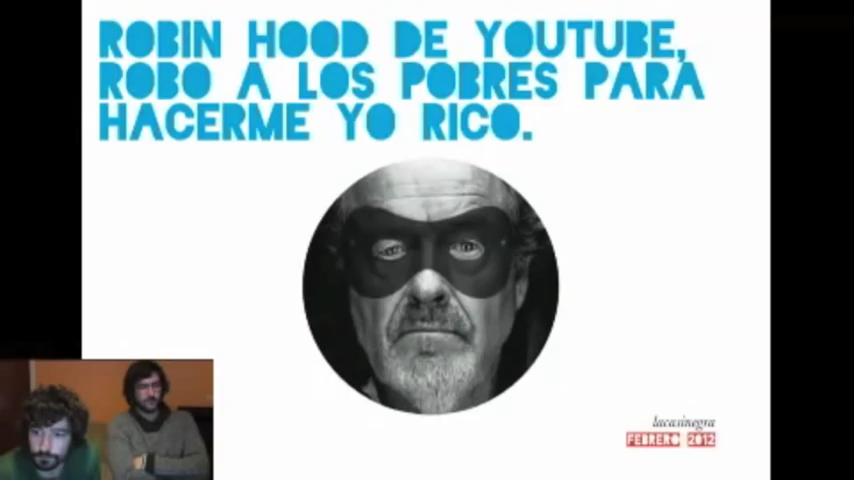 ROBIN HOOD DE YOUTUBE,
ROBO A LOS POBRES PARA
HACERME YO RICO.
lacasinegra
FEBRERO 2012